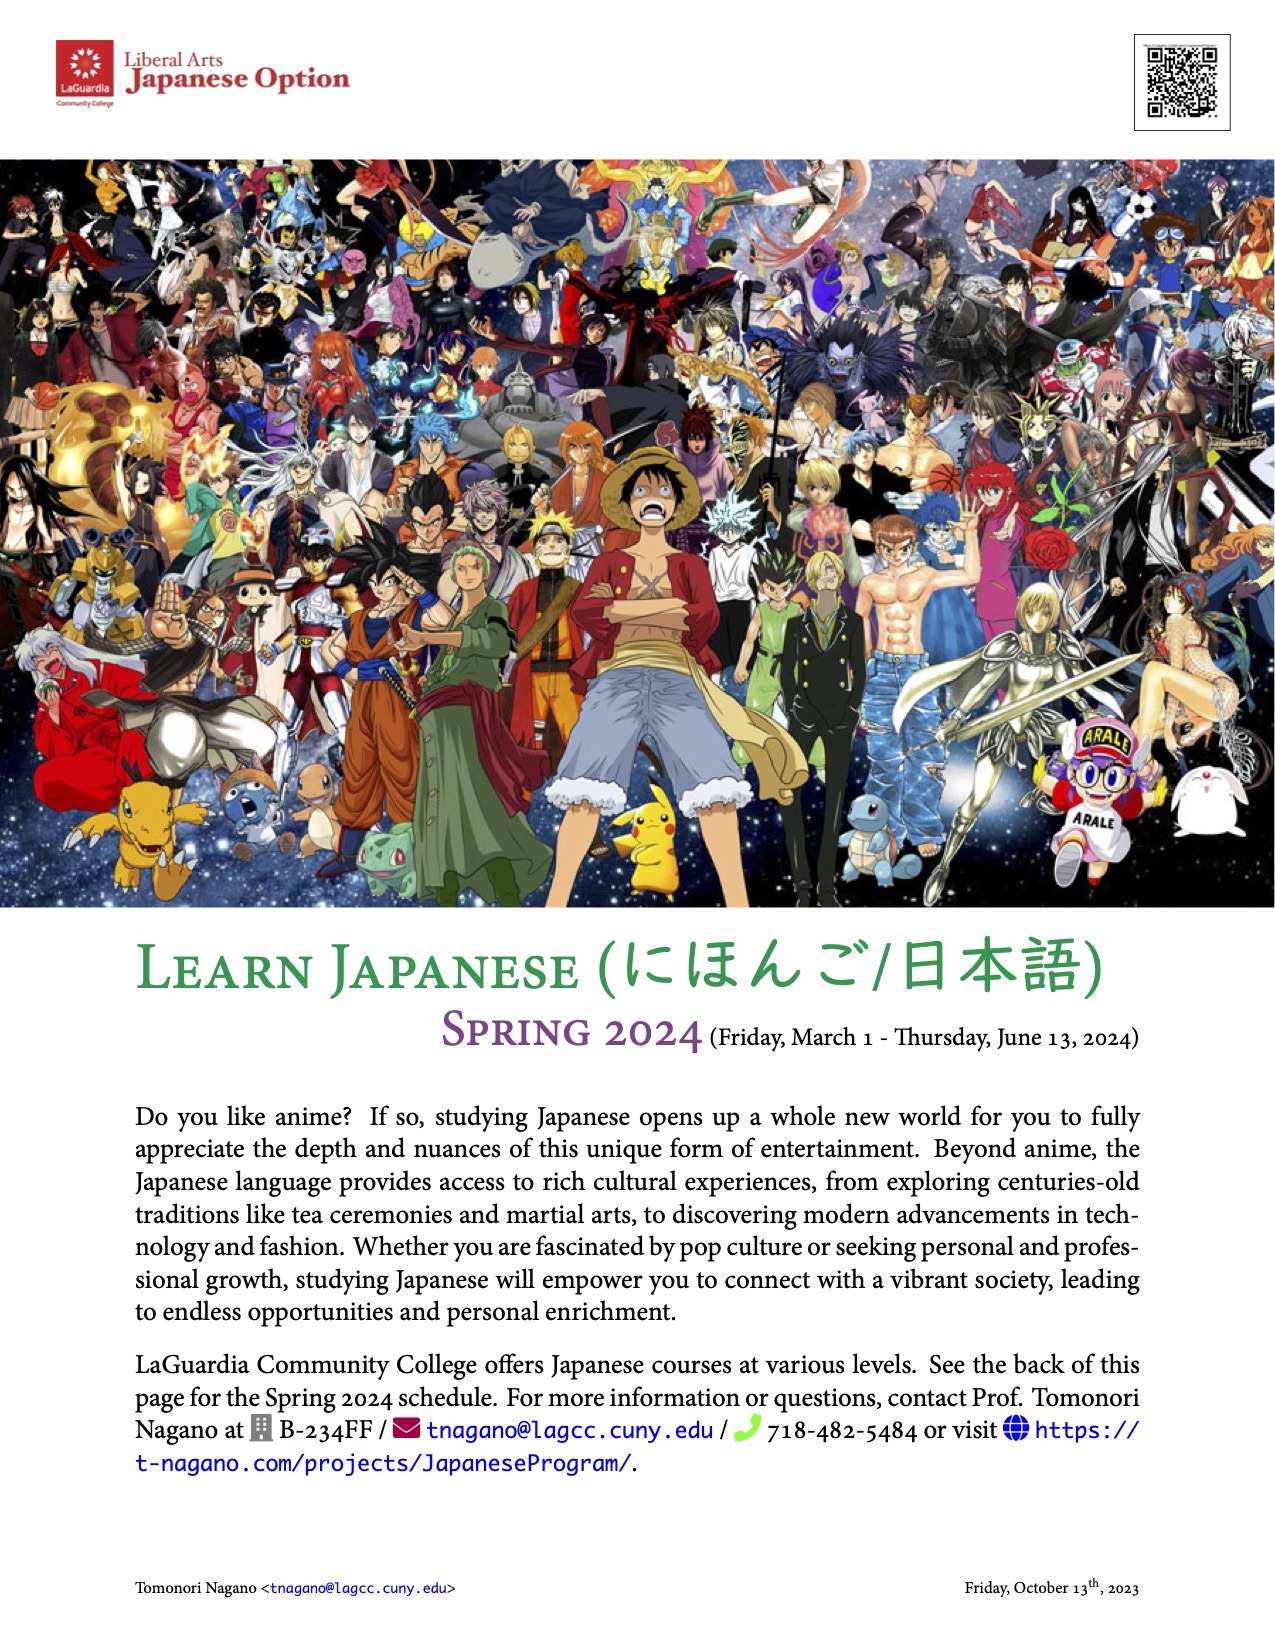 LaGuardia
Community College
Liberal Arts
Japanese Option
ARALE
ARALE
LEARN JAPANESE (にほんご/日本語)
SPRING 2024 (Friday, March 1 - Thursday, June 13, 2024)
Do you like anime? If so, studying Japanese opens up a whole new world for you to fully
appreciate the depth and nuances of this unique form of entertainment. Beyond anime, the
Japanese language provides access to rich cultural experiences, from exploring centuries-old
traditions like tea ceremonies and martial arts, to discovering modern advancements in tech-
nology and fashion. Whether you are fascinated by pop culture or seeking personal and profes-
sional growth, studying Japanese will empower you to connect with a vibrant society, leading
to endless opportunities and personal enrichment.
LaGuardia Community College offers Japanese courses at various levels. See the back of this
page for the Spring 2024 schedule. For more information or questions, contact Prof. Tomonori
Nagano at B-234FF / tnagano@lagcc.cuny.edu / 718-482-5484 or visit https://
t-nagano.com/projects/JapaneseProgram/.
Tomonori Nagano <tnagano@lagcc.cuny.edu>
Friday, October 13th, 2023